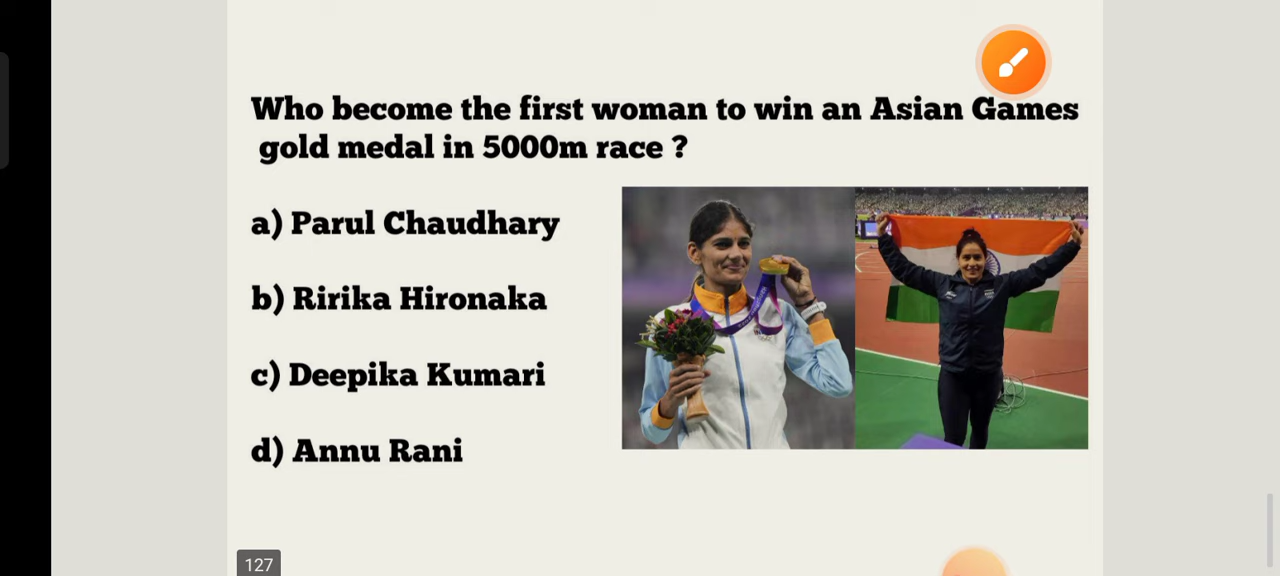 Who become the first woman to win an Asian Games
gold medal in 5000m race ?
a) Parul Chaudhary
b) Ririka Hironaka
c) Deepika Kumari
d) Annu Rani
127